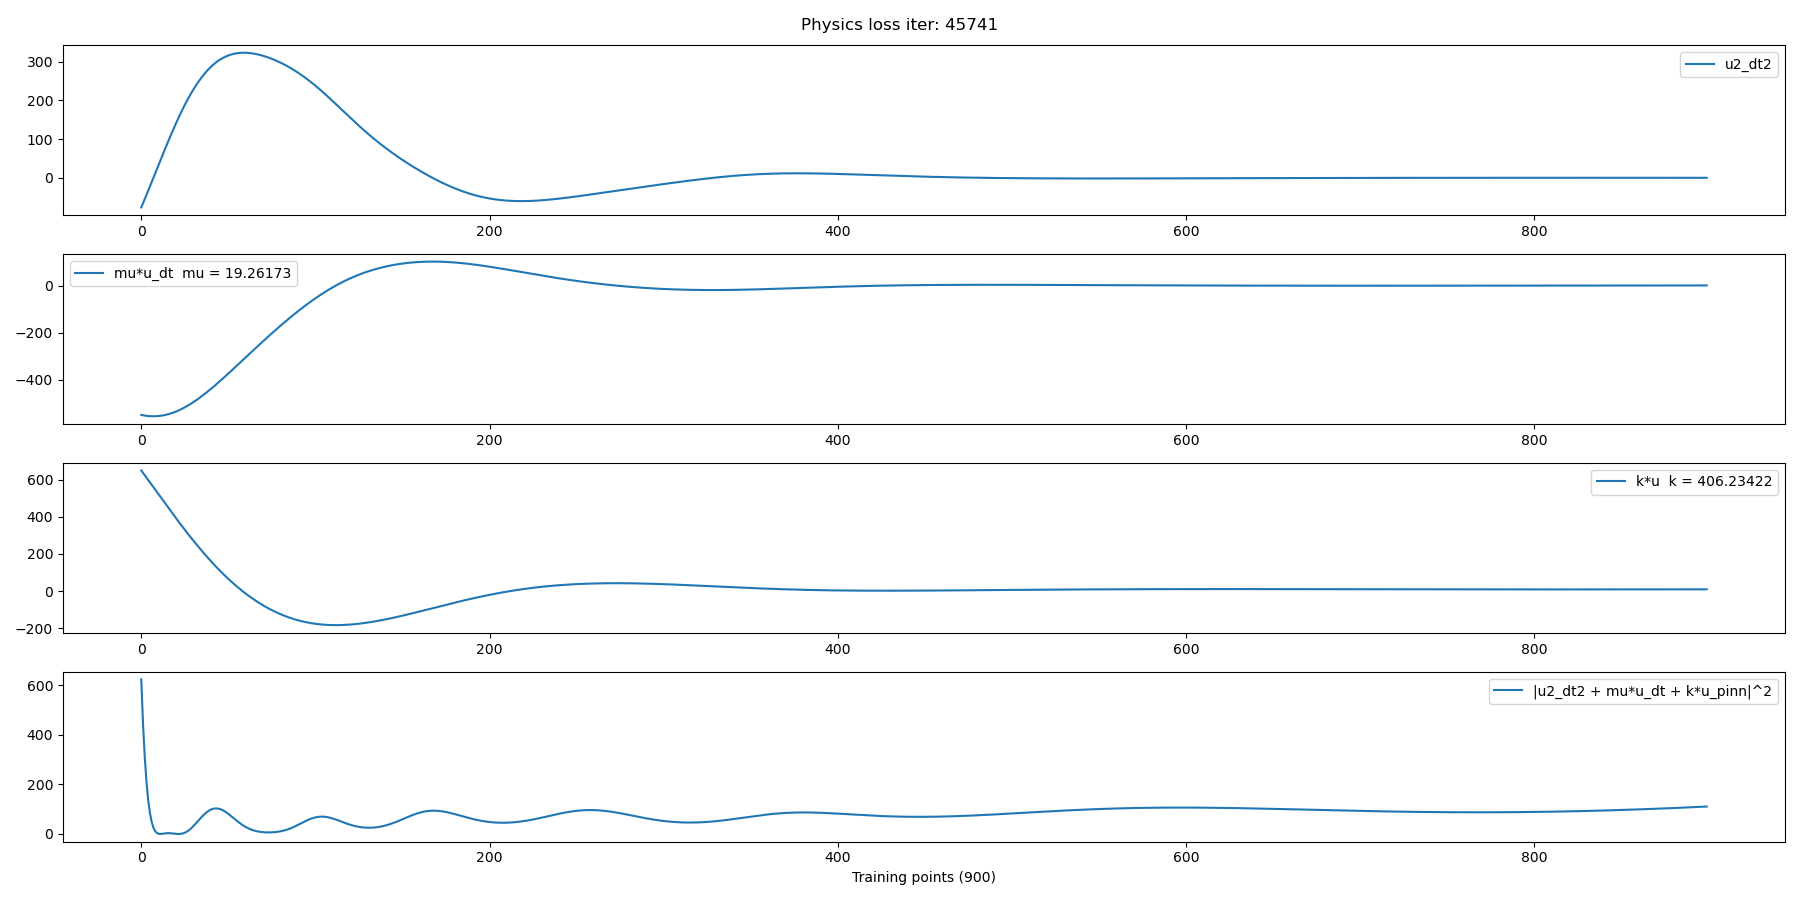 Physics loss iter: 45741
300
200
100
0
u2_dt2
0 200 400 600 800
0
−200
−400
mu*u_dt  mu = 19.26173
0 200 400 600 800
600
400
200
0
−200
k*u  k = 406.23422
0 200 400 600 800
600
400
200
0
|u2_dt2 + mu*u_dt + k*u_pinn|^2
0 200 400 600 800
Training points (900)